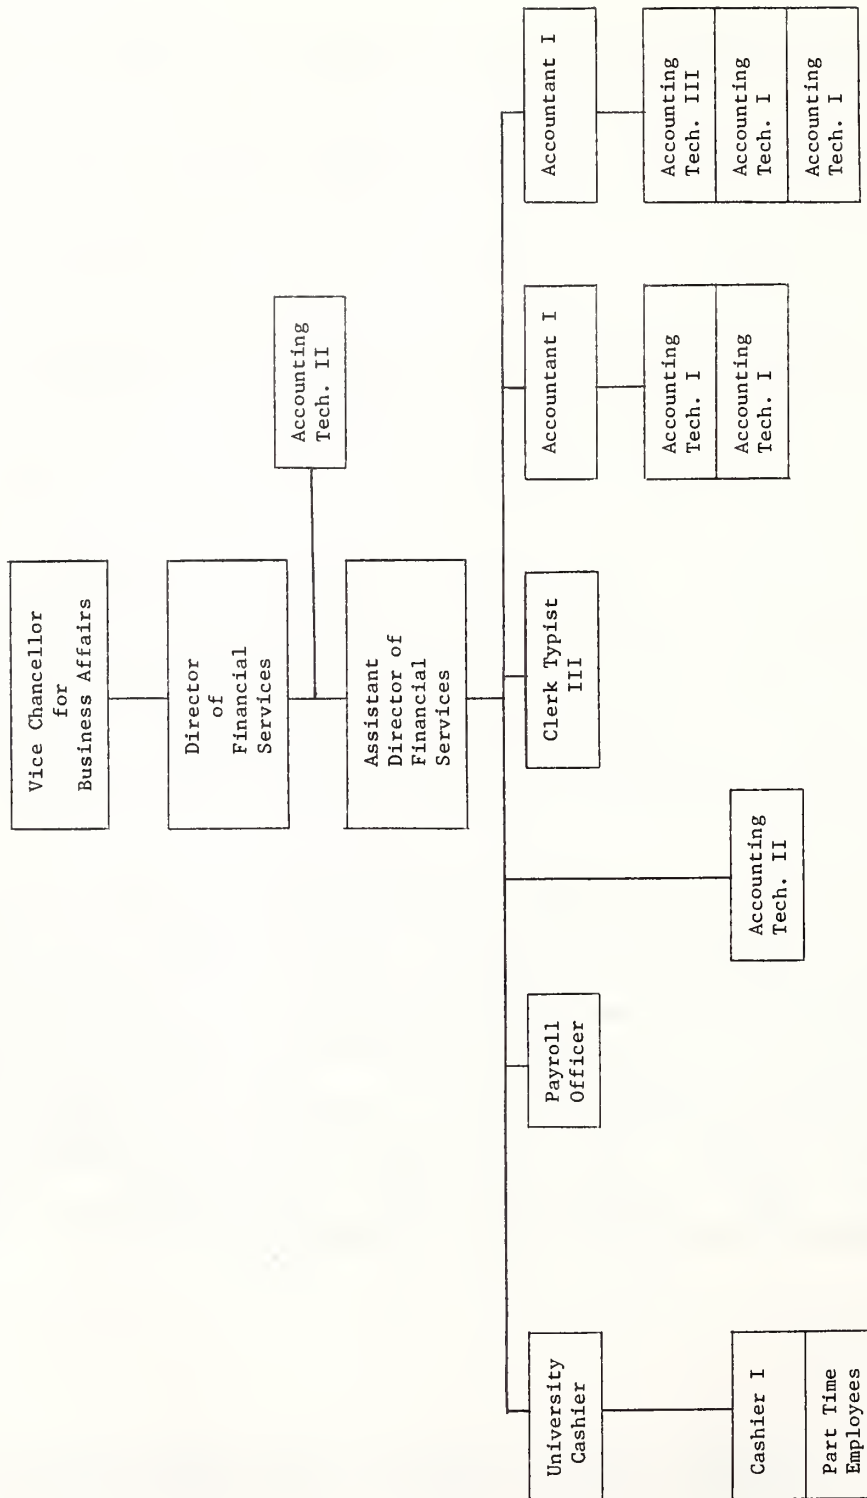 Vice Chancellor
for
Business Affairs
Director
of
Financial
Services
Accounting
Tech. II
Assistant
Director of
Financial
Services
University
Cashier
Payroll
Officer
Clerk Typist
III
Accountant I
Accountant I
Cashier I
Part Time
Employees
Accounting
Tech. II
Accounting
Tech. I
Accounting
Tech. I
Accounting
Tech. III
Accounting
Tech. I
Accounting
Tech. I